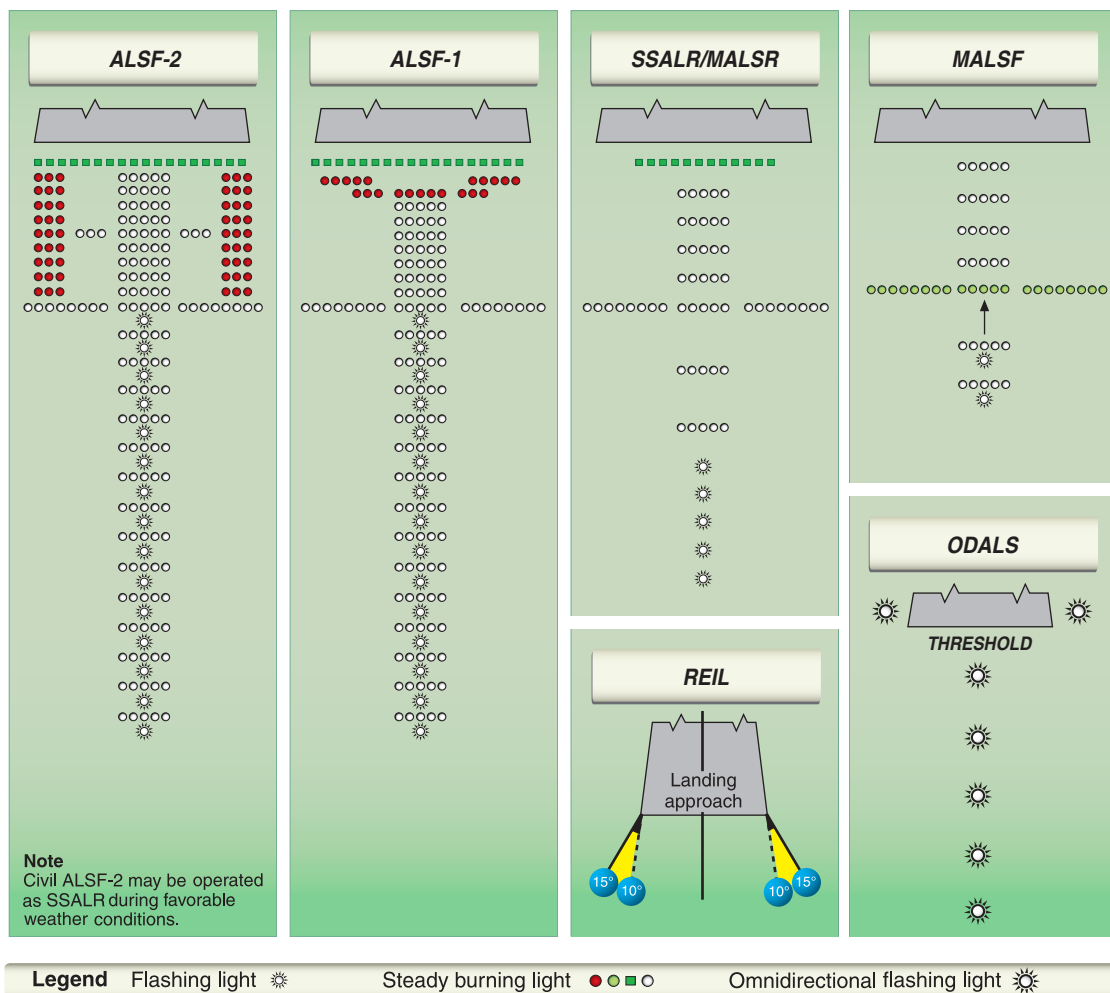 ALSF-2
Note
Civil ALSF-2 may be operated
as SSALR during favorable
weather conditions.
ALSF-1
SSALR/MALSR
REIL
Landing
approach
15°
10°
10°
15°
MALSF
ODALS
THRESHOLD
Legend Flashing light Steady burning light Omnidirectional flashing light